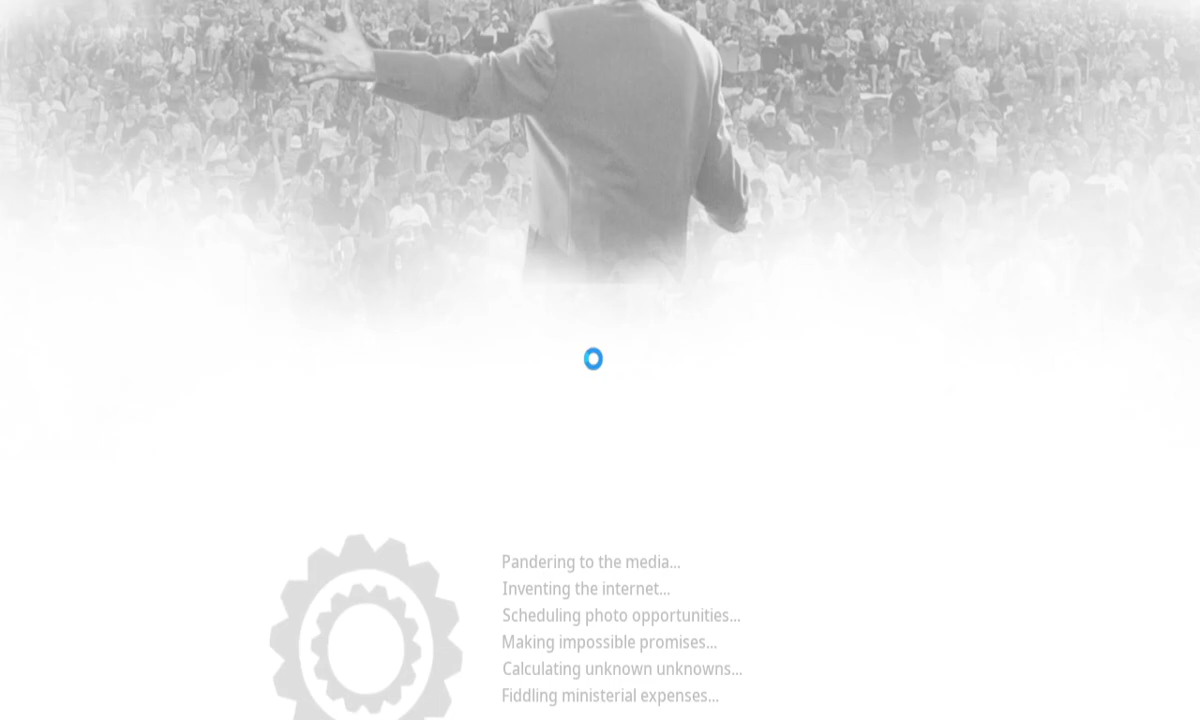 Pandering to the media...
Inventing the internet...
Scheduling photo opportunities...
Making impossible promises...
Calculating unknown unknowns...
Fiddling ministerial expenses...